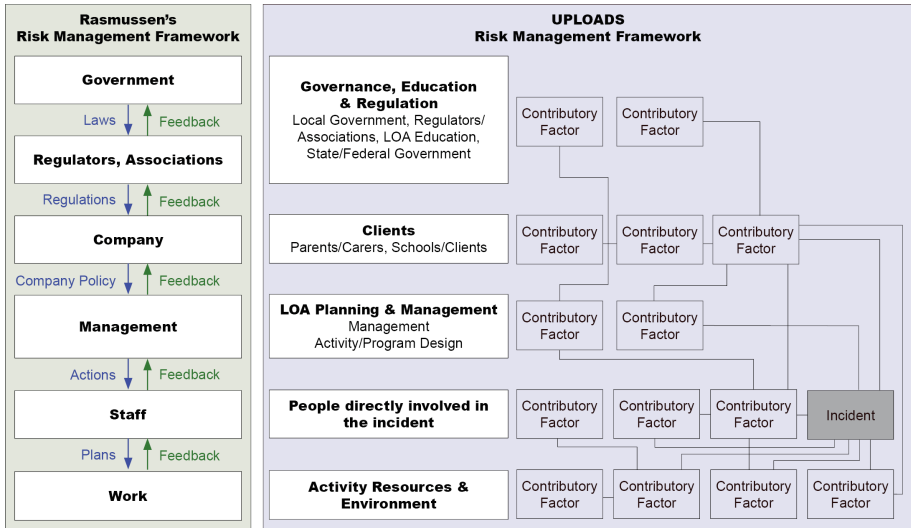 Rasmussen's
Risk Management Framework
Government
Laws
Feedback
Regulators, Associations
Regulations
Feedback
Company
Company Policy
Feedback
Management
Actions
Feedback
Staff
Plans
Feedback
Work
UPLOADS
Risk Management Framework
Governance, Education
& Regulation
Local Government, Regulators/
Associations, LOA Education,
State/Federal Government
Contributory
Factor
Contributory
Factor
Clients
Parents/Carers, Schools/Clients
Contributory
Factor
Contributory
Factor
Contributory
Factor
LOA Planning & Management
Management
Activity/Program Design
Contributory
Factor
Contributory
Factor
People directly involved in
the incident
Contributory
Factor
Contributory
Factor
Contributory
Factor
Incident
Activity Resources &
Environment
Contributory
Factor
Contributory
Factor
Contributory
Factor
Contributory
Factor